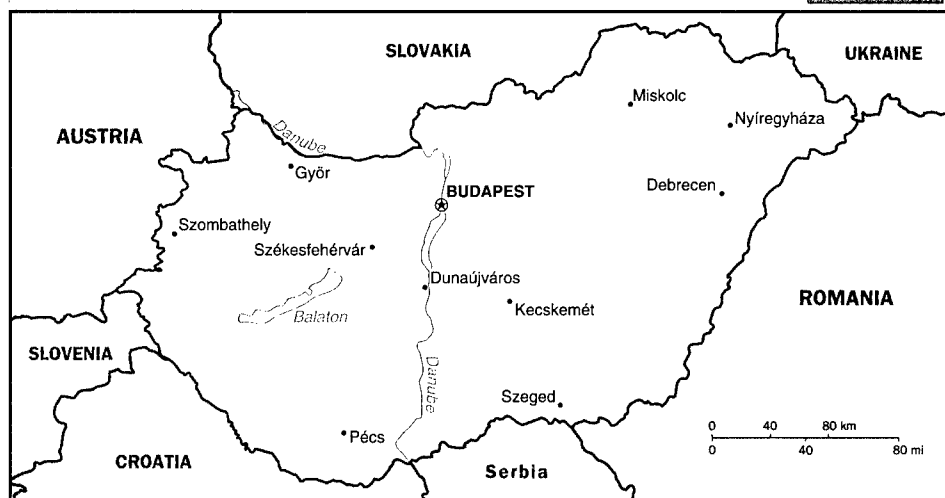 SLOVAKIA
UKRAINE
Miskolc
Nyíregyháza
AUSTRIA
Danube
Györ
Debrecen
BUDAPEST
Szombathely
Székesfehérvár
Dunaújváros
Balaton
Kecskemét
ROMANIA
SLOVENIA
Danube
Szeged
Pécs
CROATIA
Serbia
0 40 80 km
0 40 80 mi